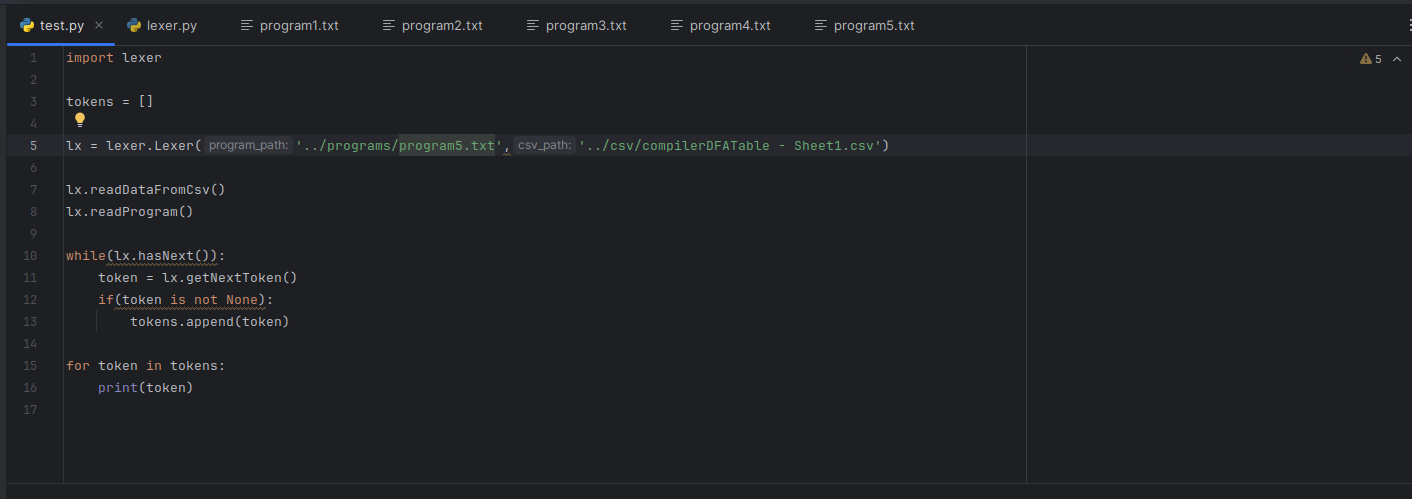 test.py × lexer.py program1.txt program2.txt program3.txt program4.txt program5.txt
5
1 import lexer
2
3 tokens = []
4
5 lx = lexer.Lexer( program_path: '../programs/program5.txt', csv_path: '../csv/compilerDFATable - Sheet1.csv')
6
7 lx.readDataFromCsv()
8 lx.readProgram()
9
10 while(lx.hasNext()):
11     token = lx.getNextToken()
12     if(token is not None):
13         tokens.append(token)
14
15 for token in tokens:
16     print(token)
17